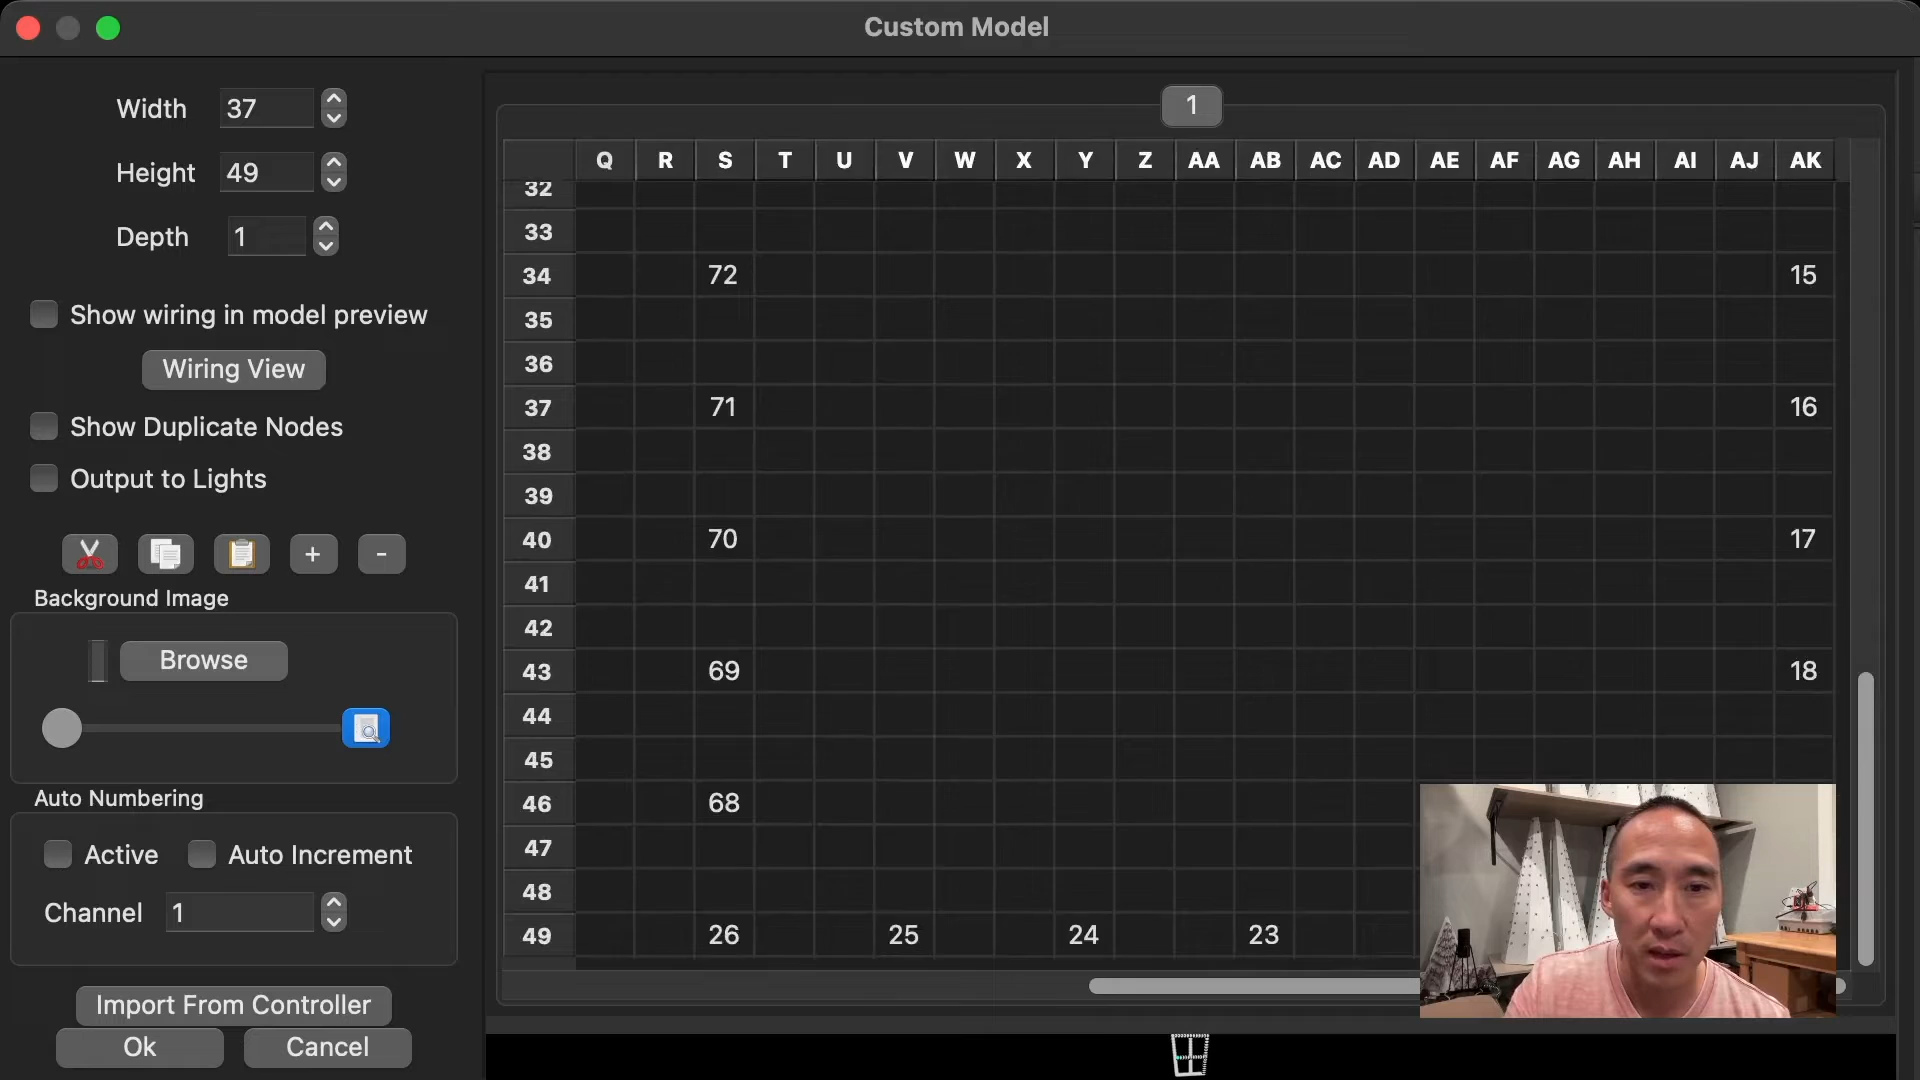 Custom Model
Width 37
Height 49
Depth 1
Show wiring in model preview
Wiring View
Show Duplicate Nodes
Output to Lights
+ -
Background Image
Browse
Auto Numbering
Active Auto Increment
Channel 1
Import From Controller
Ok Cancel
1
Q R S T U V W X Y Z AA AB AC AD AE AF AG AH AI AJ AK
32
33
34 72 15
35
36
37 71 16
38
39
40 70 17
41
42
43 69 18
44
45
46 68
47
48
49 26 25 24 23